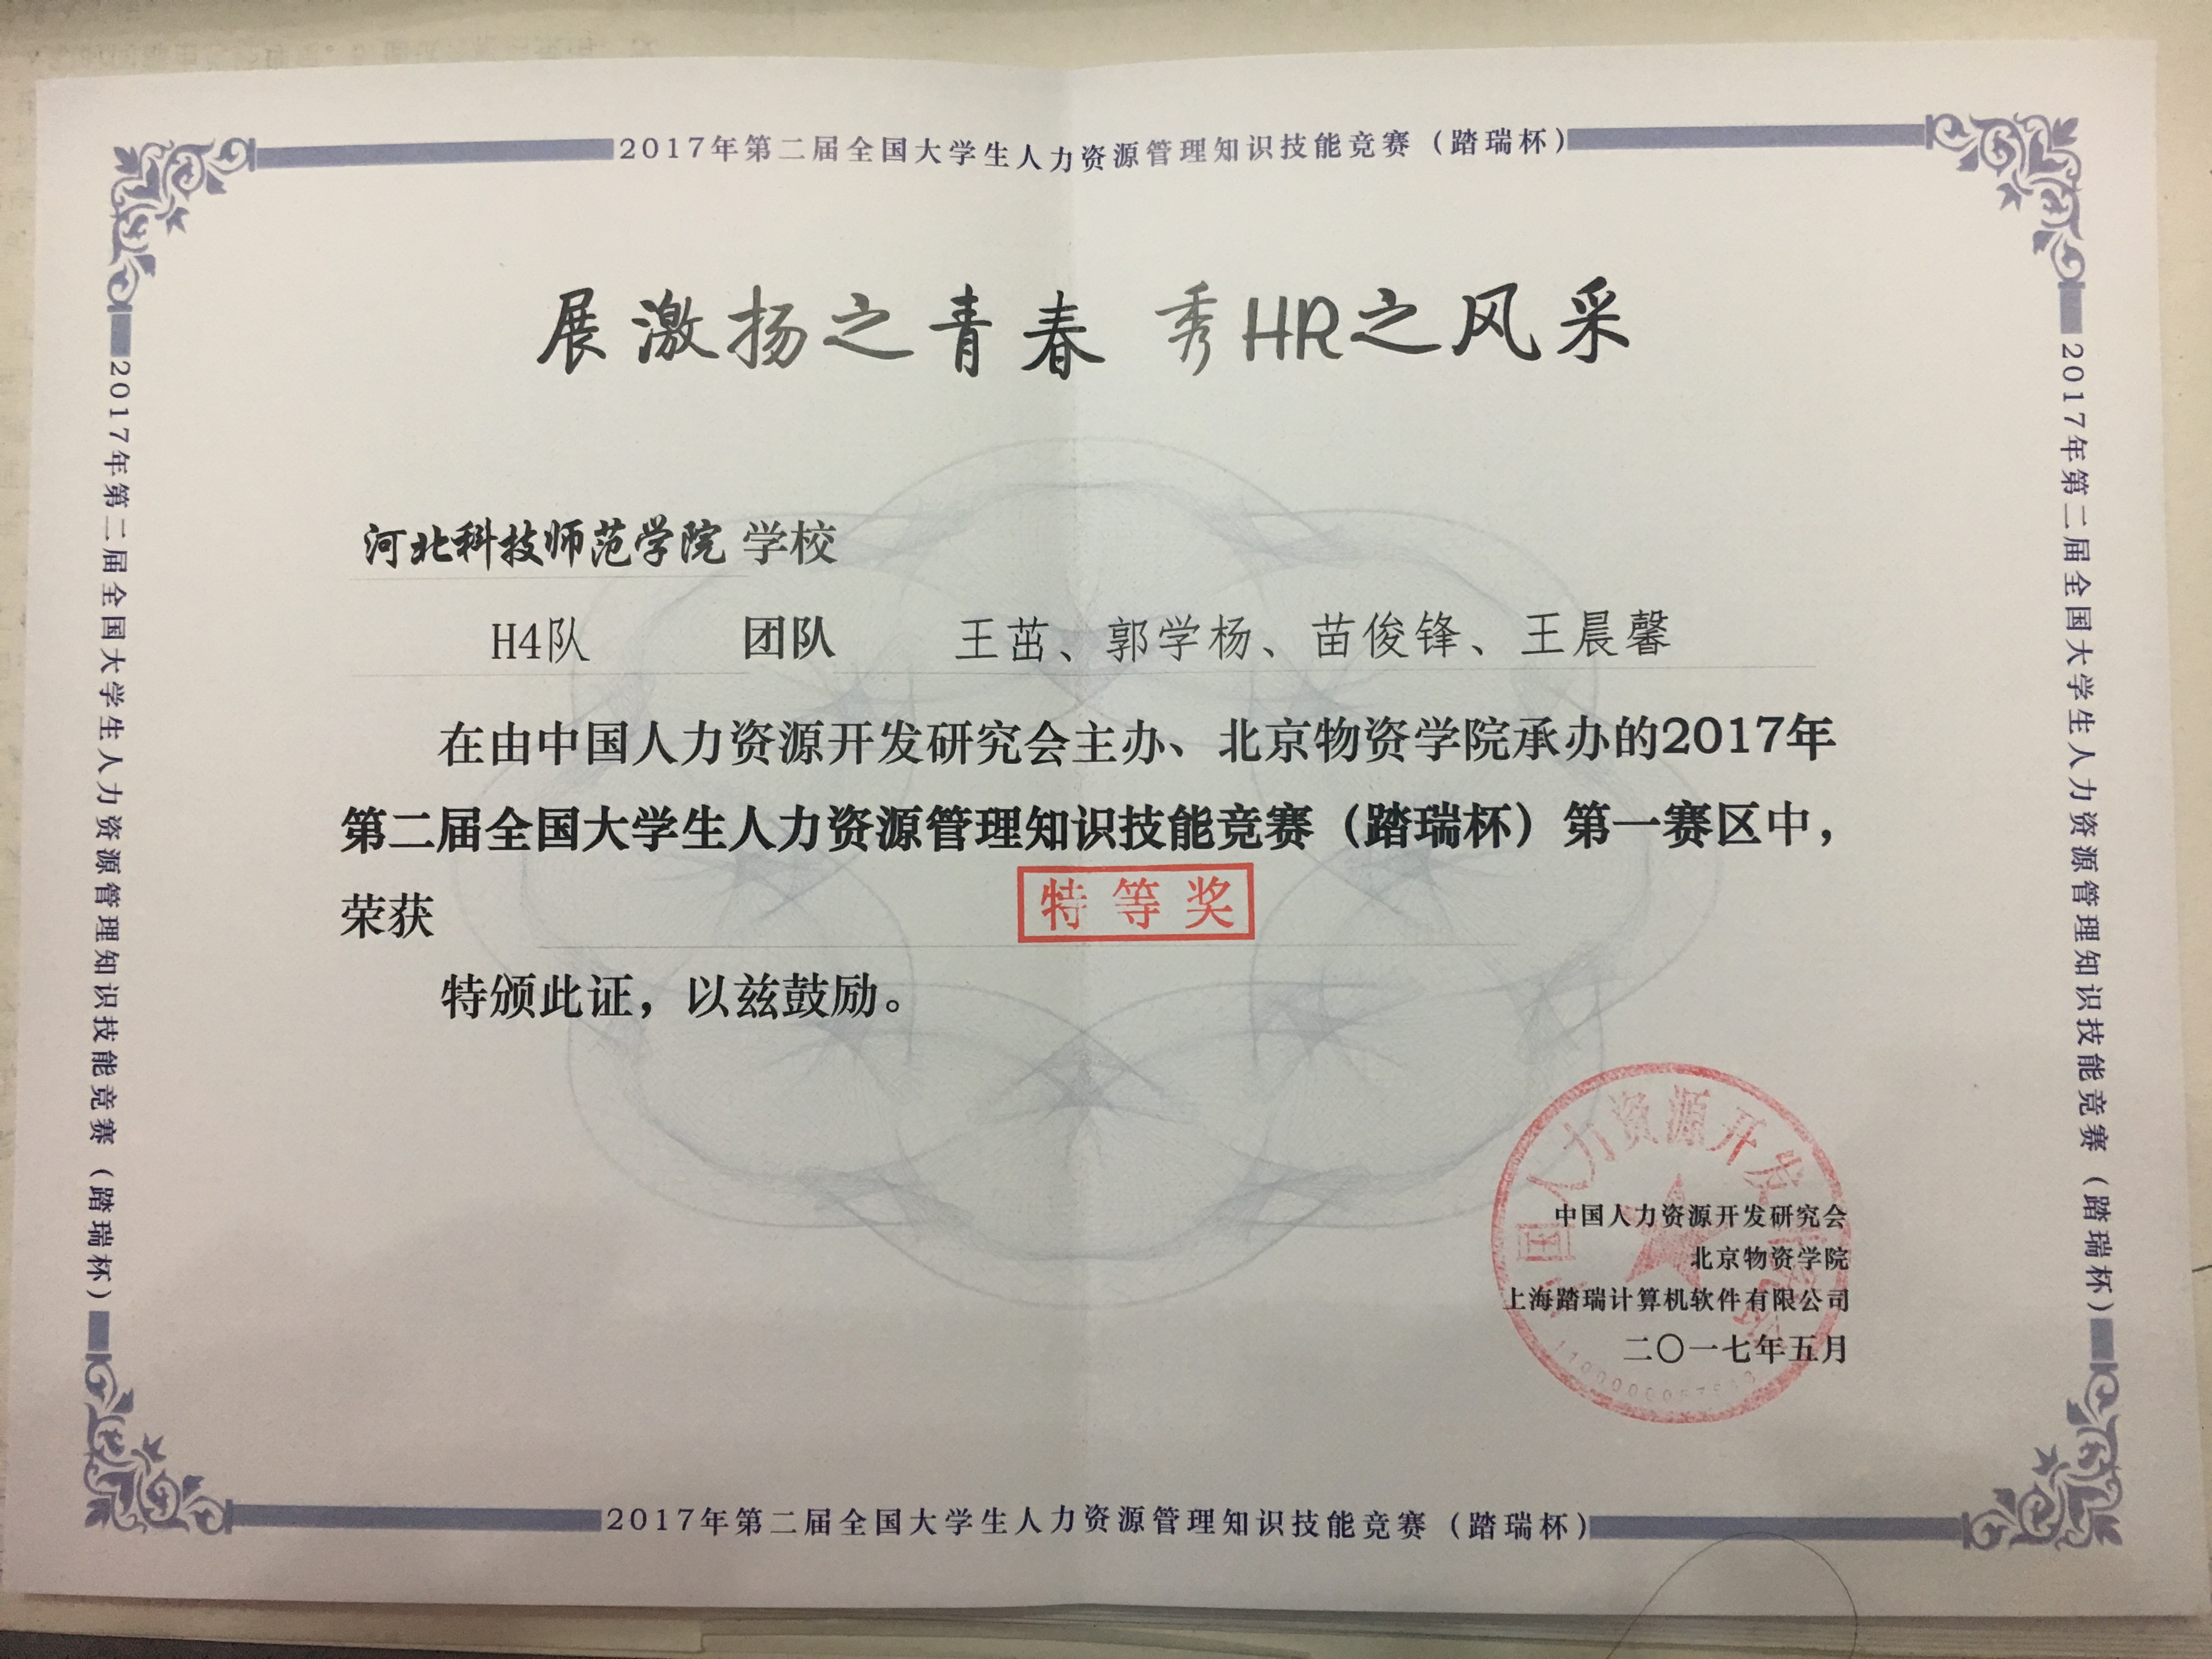 2017年第二届全国大学生人力资源管理知识技能竞赛（踏瑞杯）
2017年第二届全国大学生人力资源管理知识技能竞赛（踏瑞杯）
2017年第二届全国大学生人力资源管理知识技能竞赛（踏瑞杯）
展激扬之青春 秀HR之风采
河北科技师范学院 学校
H4队 团队 王茁、郭学杨、苗俊锋、王晨馨
在由中国人力资源开发研究会主办、北京物资学院承办的2017年
第二届全国大学生人力资源管理知识技能竞赛（踏瑞杯）第一赛区中，
荣获 特等奖
特颁此证，以兹鼓励。
国人力资源开发
中国人力资源开发研究会
北京物资学院
上海踏瑞计算机软件有限公司
二〇一七年五月
2017年第二届全国大学生人力资源管理知识技能竞赛（踏瑞杯）